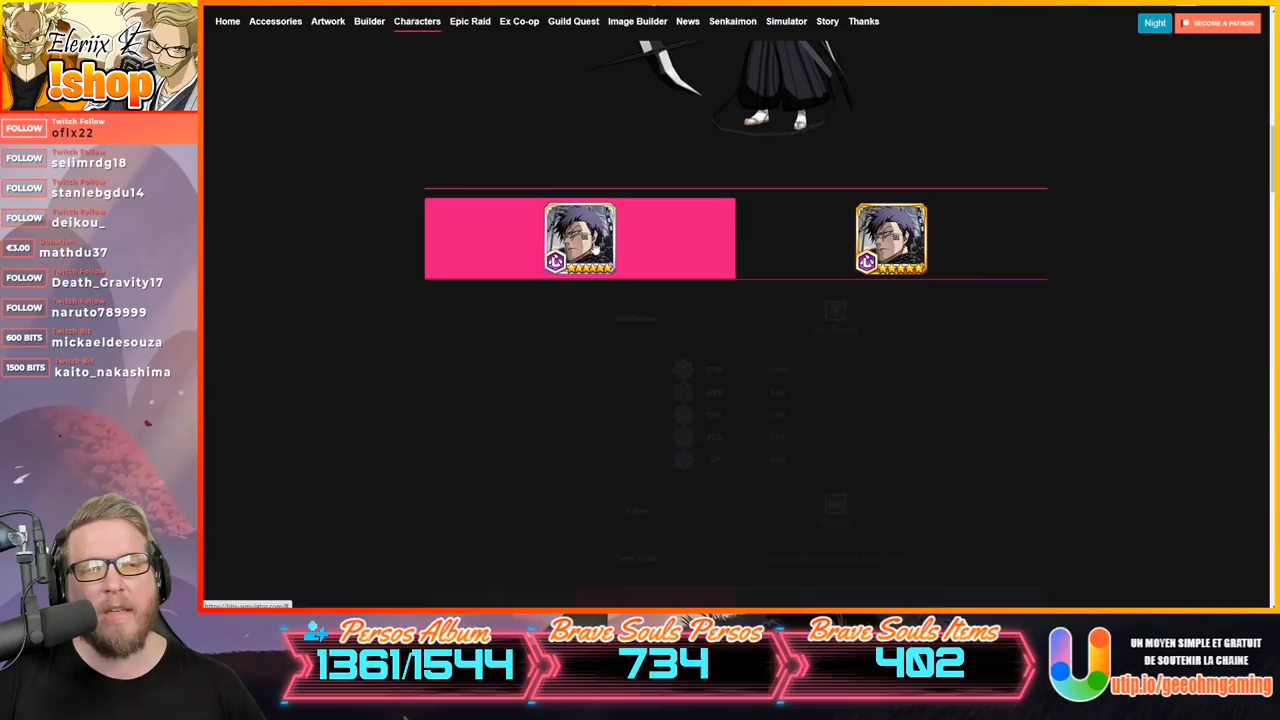 Eleriix
!shop
FOLLOW
Twitch Follow
oflx22
FOLLOW
Twitch Follow
selimrdg18
FOLLOW
Twitch Follow
stanlebgdu14
FOLLOW
Twitch Follow
deikou_
€3.00
Donation
mathdu37
FOLLOW
Twitch Follow
Death_Gravity17
FOLLOW
Twitch Follow
naruto789999
600 BITS
Twitch Bit
mickaeldesouza
1500 BITS
Twitch Bit
kaito_nakashima
Home Accessories Artwork Builder Characters Epic Raid Ex Co-op Guild Quest Image Builder News Senkaimon Simulator Story Thanks
Night
BECOME A PATRON
Persos Album
1361/1544
Brave Souls Persos
734
Brave Souls Items
402
UN MOYEN SIMPLE ET GRATUIT
DE SOUTENIR LA CHAINE
utip.io/geeohmgaming